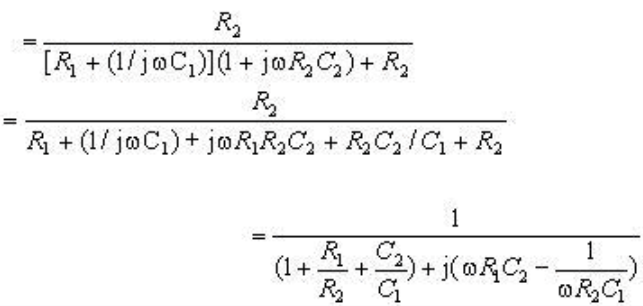 = R₂ / [R₁ + (1/jωC₁)](1 + jωR₂C₂) + R₂
= R₂ / R₁ + (1/jωC₁) + jωR₁R₂C₂ + R₂C₂/C₁ + R₂
= 1 / (1 + R₁/R₂ + C₂/C₁) + j(ωR₁C₂ − 1/ωR₂C₁)